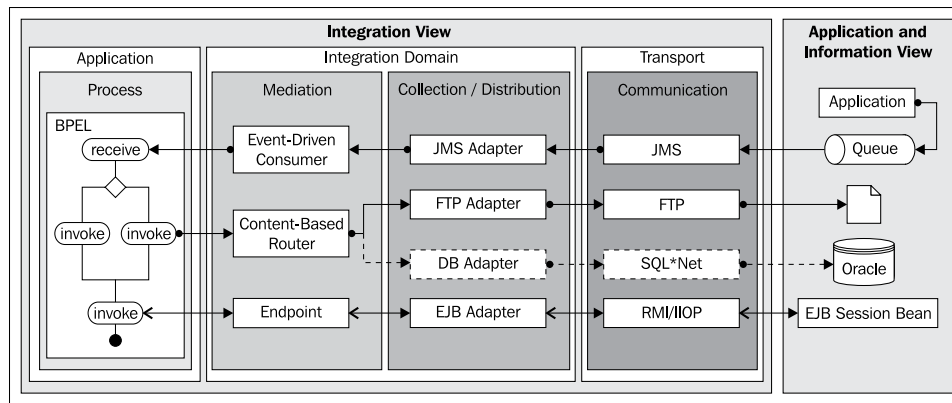 Integration View
Application and
Information View
Application
Integration Domain
Transport
Process
Mediation
Collection / Distribution
Communication
Application
BPEL
receive
Event-Driven
Consumer
JMS Adapter
JMS
Queue
invoke
invoke
Content-Based
Router
FTP Adapter
FTP
DB Adapter
SQL*Net
Oracle
invoke
Endpoint
EJB Adapter
RMI/IIOP
EJB Session Bean